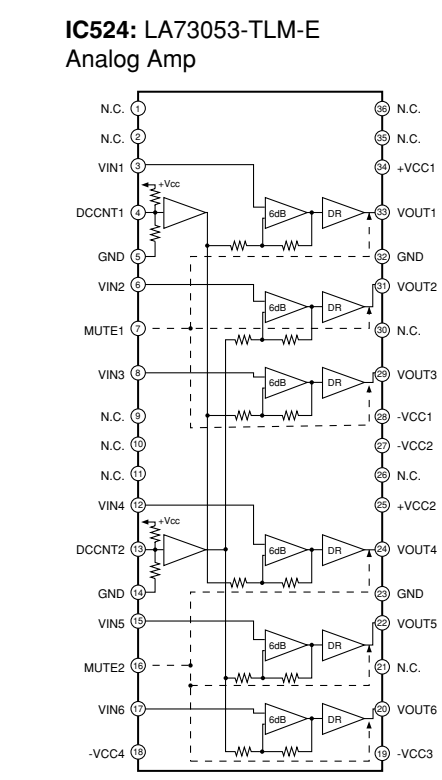 IC524: LA73053-TLM-E
Analog Amp
N.C. 1 36 N.C.
N.C. 2 35 N.C.
VIN1 3 34 +VCC1
+Vcc
DCCNT1 4 6dB DR 33 VOUT1
GND 5 32 GND
VIN2 6 31 VOUT2
6dB DR
MUTE1 7 30 N.C.
VIN3 8 29 VOUT3
6dB DR
N.C. 9 28 -VCC1
N.C. 10 27 -VCC2
N.C. 11 26 N.C.
VIN4 12 25 +VCC2
+Vcc
DCCNT2 13 6dB DR 24 VOUT4
GND 14 23 GND
VIN5 15 22 VOUT5
6dB DR
MUTE2 16 21 N.C.
VIN6 17 20 VOUT6
6dB DR
-VCC4 18 19 -VCC3